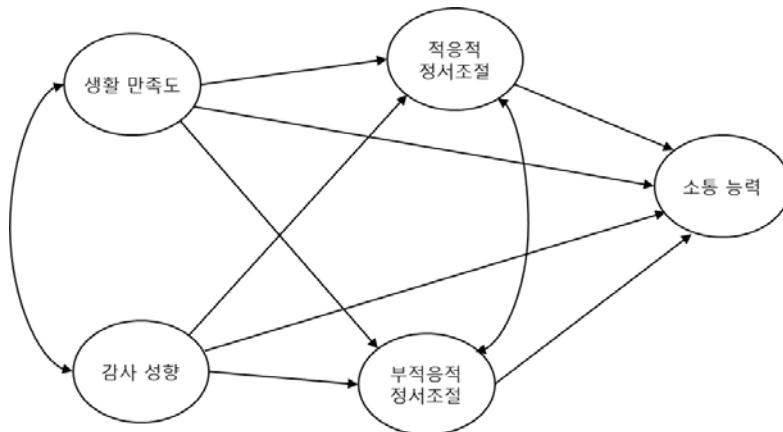 생활 만족도
적응적
정서조절
소통 능력
감사 성향
부적응적
정서조절